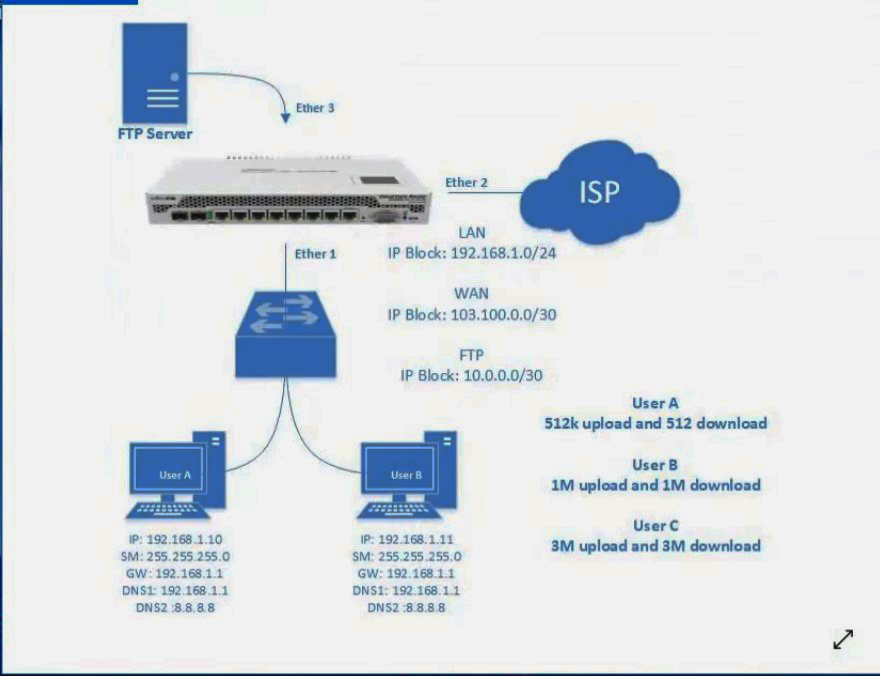 FTP Server
Ether 3
Ether 2
ISP
Ether 1
LAN
IP Block: 192.168.1.0/24
WAN
IP Block: 103.100.0.0/30
FTP
IP Block: 10.0.0.0/30
User A
512k upload and 512 download
User B
1M upload and 1M download
User C
3M upload and 3M download
User A
IP: 192.168.1.10
SM: 255.255.255.0
GW: 192.168.1.1
DNS1: 192.168.1.1
DNS2 :8.8.8.8
User B
IP: 192.168.1.11
SM: 255.255.255.0
GW: 192.168.1.1
DNS1: 192.168.1.1
DNS2 :8.8.8.8